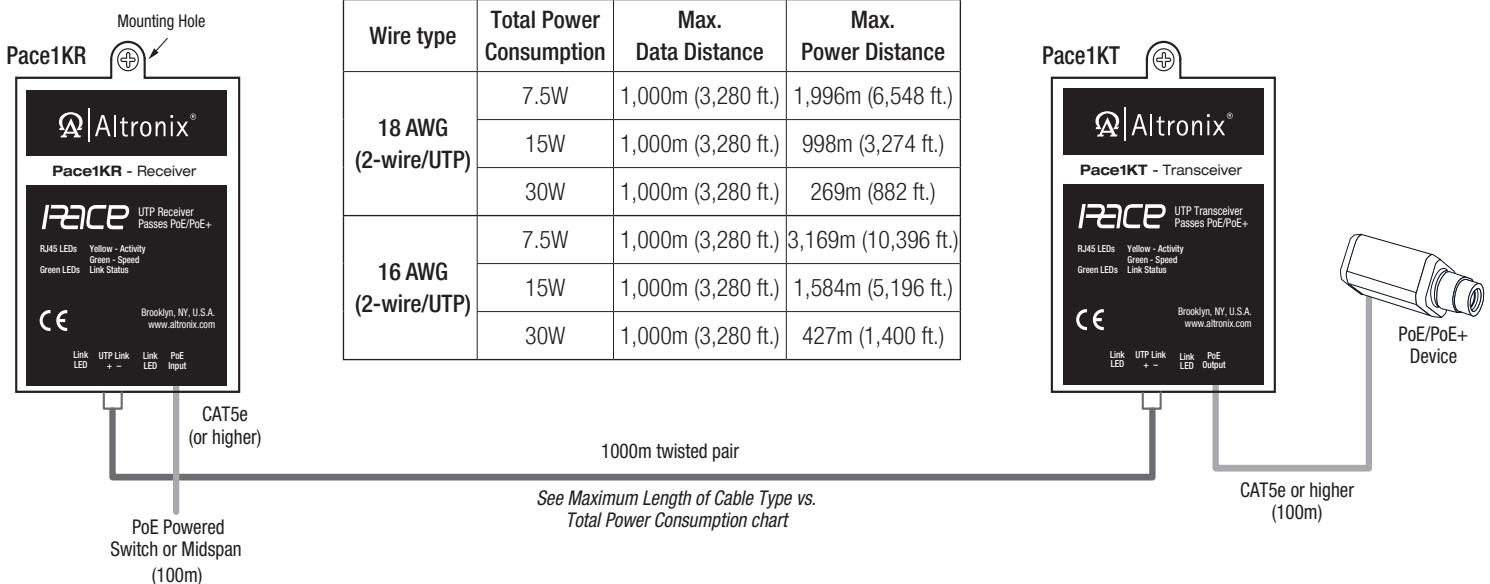 Mounting Hole
Pace1KR
Altronix®
Pace1KR - Receiver
PACE
UTP Receiver
Passes PoE/PoE+
RJ45 LEDs Yellow - Activity
Green - Speed
Green LEDs Link Status
CE
Brooklyn, NY, U.S.A.
www.altronix.com
Link UTP Link Link PoE
LED + – LED Input
CAT5e
(or higher)
PoE Powered
Switch or Midspan
(100m)
Wire type Total Power Consumption Max. Data Distance Max. Power Distance
18 AWG
(2-wire/UTP)
7.5W 1,000m (3,280 ft.) 1,996m (6,548 ft.)
15W 1,000m (3,280 ft.) 998m (3,274 ft.)
30W 1,000m (3,280 ft.) 269m (882 ft.)
16 AWG
(2-wire/UTP)
7.5W 1,000m (3,280 ft.) 3,169m (10,396 ft.)
15W 1,000m (3,280 ft.) 1,584m (5,196 ft.)
30W 1,000m (3,280 ft.) 427m (1,400 ft.)
1000m twisted pair
See Maximum Length of Cable Type vs.
Total Power Consumption chart
Pace1KT
Altronix®
Pace1KT - Transceiver
PACE
UTP Transceiver
Passes PoE/PoE+
RJ45 LEDs Yellow - Activity
Green - Speed
Green LEDs Link Status
CE
Brooklyn, NY, U.S.A.
www.altronix.com
Link UTP Link Link PoE
LED + – LED Output
PoE/PoE+
Device
CAT5e or higher
(100m)